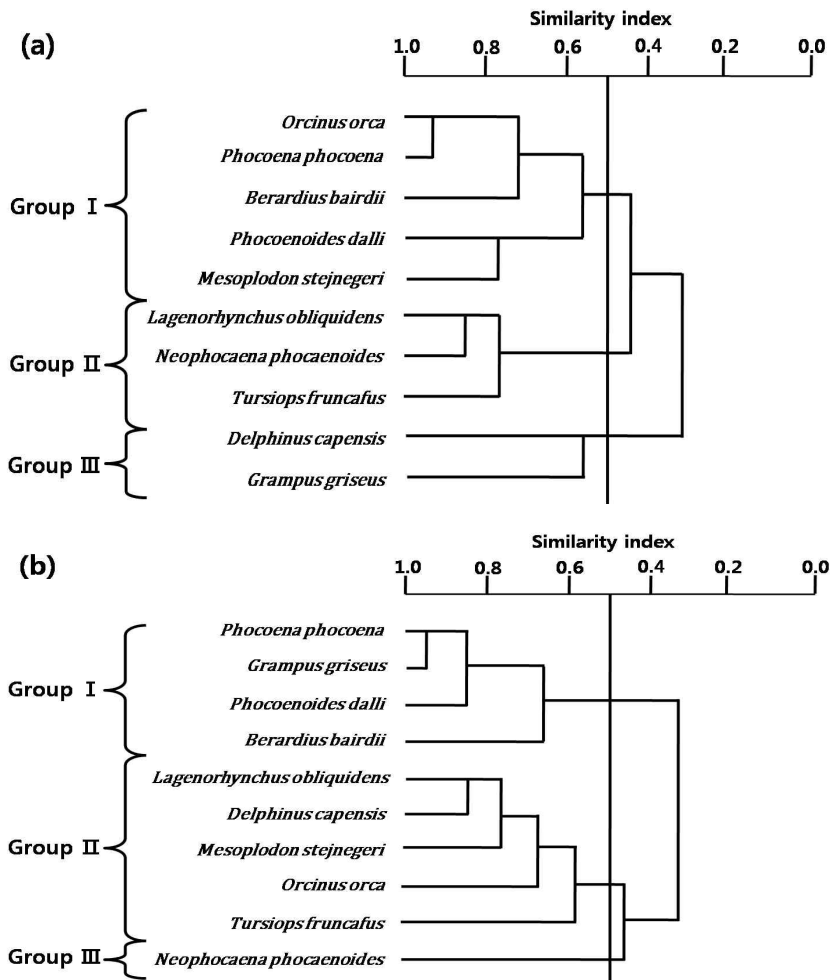 Similarity index
(a)
1.0 0.8 0.6 0.4 0.2 0.0
Orcinus orca
Phocoena phocoena
Group Ⅰ
Berardius bairdii
Phocoenoides dalli
Mesoplodon stejnegeri
Lagenorhynchus obliquidens
Group Ⅱ
Neophocaena phocaenoides
Tursiops fruncafus
Delphinus capensis
Group Ⅲ
Grampus griseus
Similarity index
(b)
1.0 0.8 0.6 0.4 0.2 0.0
Phocoena phocoena
Grampus griseus
Group Ⅰ
Phocoenoides dalli
Berardius bairdii
Lagenorhynchus obliquidens
Delphinus capensis
Group Ⅱ
Mesoplodon stejnegeri
Orcinus orca
Tursiops fruncafus
Group Ⅲ
Neophocaena phocaenoides